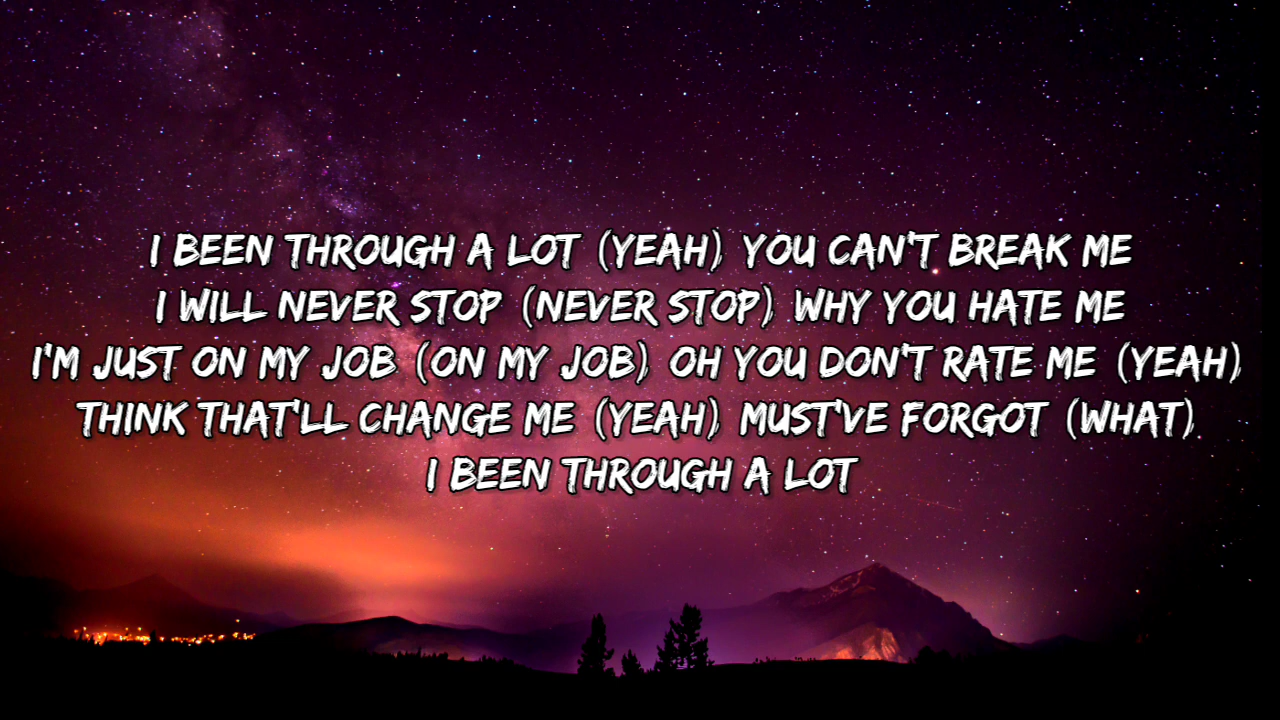 I BEEN THROUGH A LOT (YEAH) YOU CAN'T BREAK ME
I WILL NEVER STOP (NEVER STOP) WHY YOU HATE ME
I'M JUST ON MY JOB (ON MY JOB) OH YOU DON'T RATE ME (YEAH)
THINK THAT'LL CHANGE ME (YEAH) MUST'VE FORGOT (WHAT)
I BEEN THROUGH A LOT